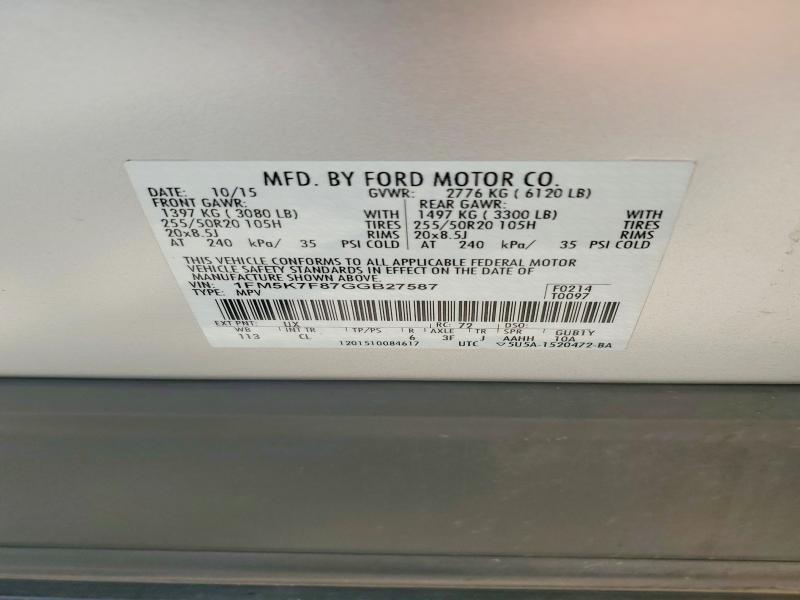 MFD. BY FORD MOTOR CO.
DATE: 10/15 GVWR: 2776 KG ( 6120 LB)
FRONT GAWR: REAR GAWR:
1397 KG ( 3080 LB) WITH 1497 KG ( 3300 LB) WITH
255/50R20 105H TIRES 255/50R20 105H TIRES
20x8.5J RIMS 20x8.5J RIMS
AT 240 kPa/ 35 PSI COLD AT 240 kPa/ 35 PSI COLD
THIS VEHICLE CONFORMS TO ALL APPLICABLE FEDERAL MOTOR
VEHICLE SAFETY STANDARDS IN EFFECT ON THE DATE OF
MANUFACTURE SHOWN ABOVE.
VIN: 1FM5K7F87GGB27587 F0214
TYPE: MPV T0097
EXT PNT: UX RC: 72 DSO:
WB INT TR TP/PS R AXLE TR SPR GUB1Y
113 CL 6 3F J AAHH 10A
1201510084617 UTC 5U5A-1520472-BA